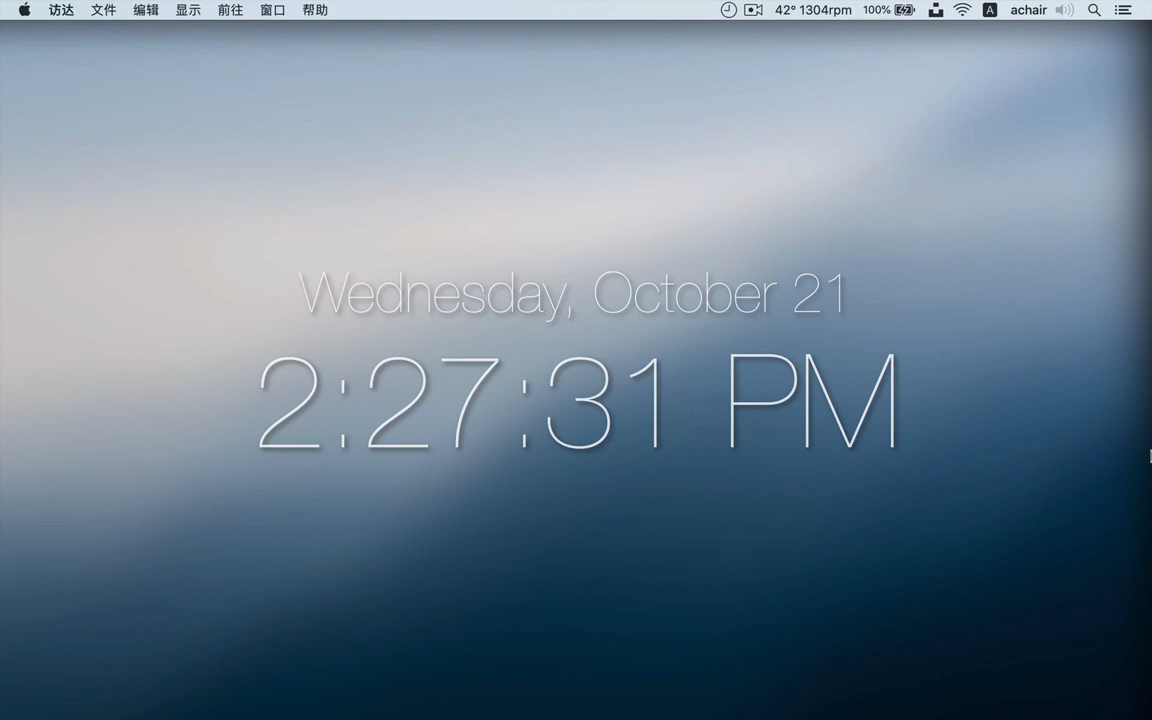 访达 文件 编辑 显示 前往 窗口 帮助 42° 1304rpm 100% A achair
Wednesday, October 21
2:27:31 PM